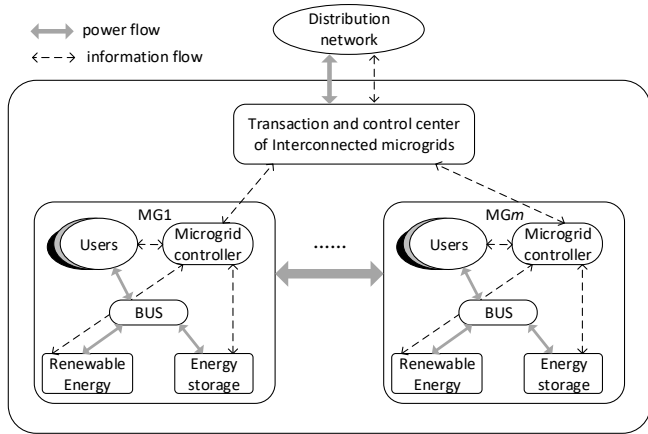 power flow
information flow
Distribution
network
Transaction and control center
of Interconnected microgrids
MG1
Users
Microgrid
controller
BUS
Renewable
Energy
Energy
storage
......
MGm
Users
Microgrid
controller
BUS
Renewable
Energy
Energy
storage